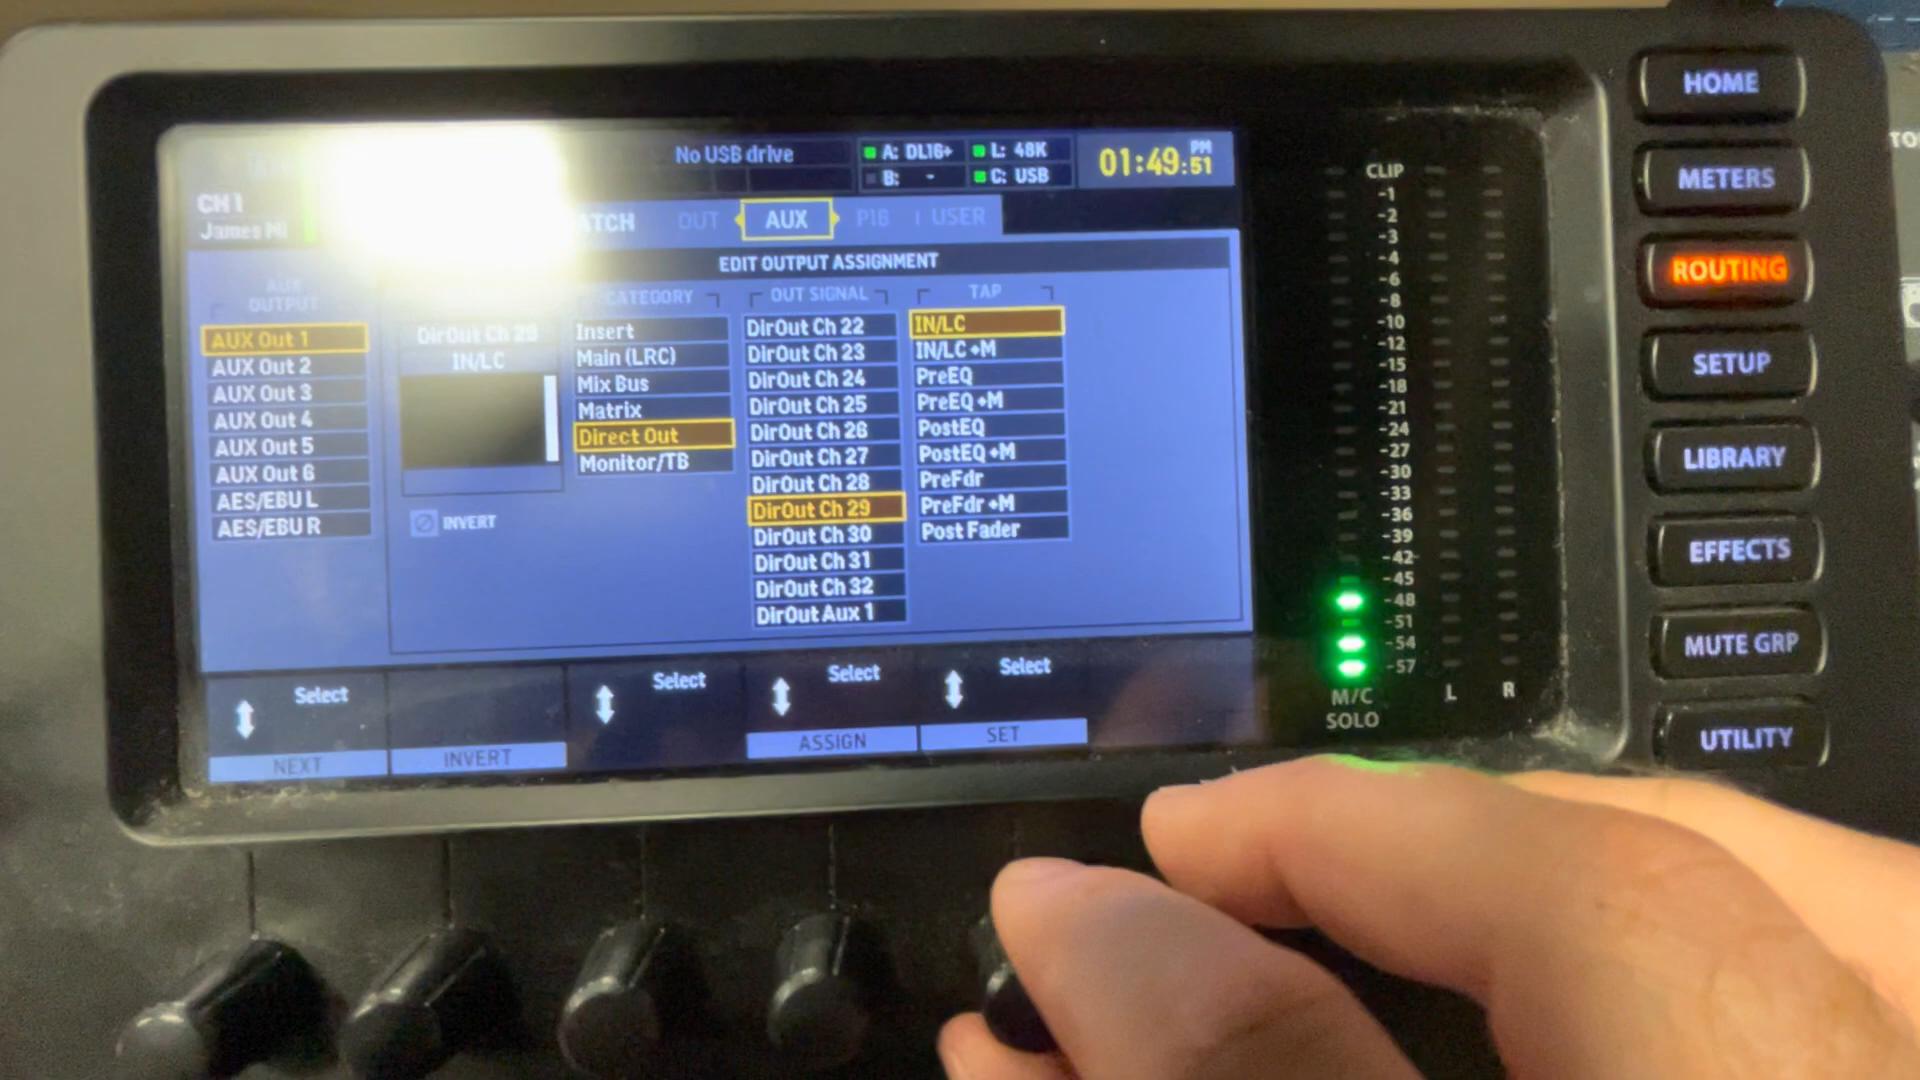 No USB drive
A: DL16+
L: 48K
B: -
C: USB
01:49:51 PM
CH 1
James Mi
ATCH
OUT
AUX
P16
USER
EDIT OUTPUT ASSIGNMENT
AUX
OUTPUT
CATEGORY
OUT SIGNAL
TAP
AUX Out 1
AUX Out 2
AUX Out 3
AUX Out 4
AUX Out 5
AUX Out 6
AES/EBU L
AES/EBU R
DirOut Ch 29
IN/LC
INVERT
Insert
Main (LRC)
Mix Bus
Matrix
Direct Out
Monitor/TB
DirOut Ch 22
DirOut Ch 23
DirOut Ch 24
DirOut Ch 25
DirOut Ch 26
DirOut Ch 27
DirOut Ch 28
DirOut Ch 29
DirOut Ch 30
DirOut Ch 31
DirOut Ch 32
DirOut Aux 1
IN/LC
IN/LC +M
PreEQ
PreEQ +M
PostEQ
PostEQ +M
PreFdr
PreFdr +M
Post Fader
Select
Select
Select
Select
NEXT
INVERT
ASSIGN
SET
CLIP
-1
-2
-3
-4
-6
-8
-10
-12
-15
-18
-21
-24
-27
-30
-33
-36
-39
-42
-45
-48
-51
-54
-57
M/C
SOLO
L
R
HOME
METERS
ROUTING
SETUP
LIBRARY
EFFECTS
MUTE GRP
UTILITY
TO